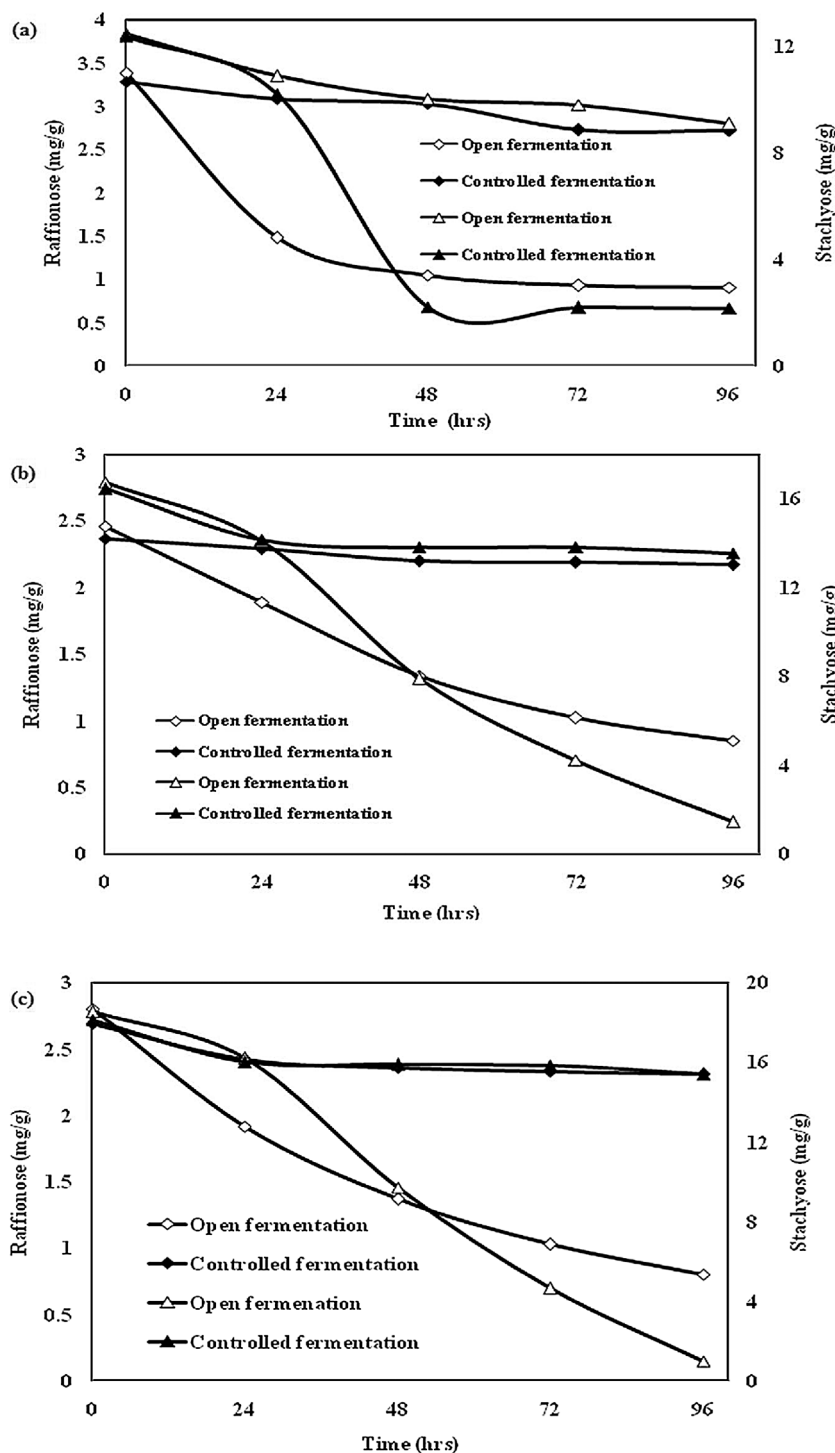 (a)
4
3.5
3
2.5
2
1.5
1
0.5
0
Raffionose (mg/g)
12
8
4
0
Stachyose (mg/g)
Open fermentation
Controlled fermentation
Open fermentation
Controlled fermentation
0 24 48 72 96
Time (hrs)
(b)
3
2.5
2
1.5
1
0.5
0
Raffionose (mg/g)
16
12
8
4
0
Stachyose (mg/g)
Open fermentation
Controlled fermentation
Open fermentation
Controlled fermentation
0 24 48 72 96
Time (hrs)
(c)
3
2.5
2
1.5
1
0.5
0
Raffionose (mg/g)
20
16
12
8
4
0
Stachyose (mg/g)
Open fermentation
Controlled fermentation
Open fermenation
Controlled fermentation
0 24 48 72 96
Time (hrs)